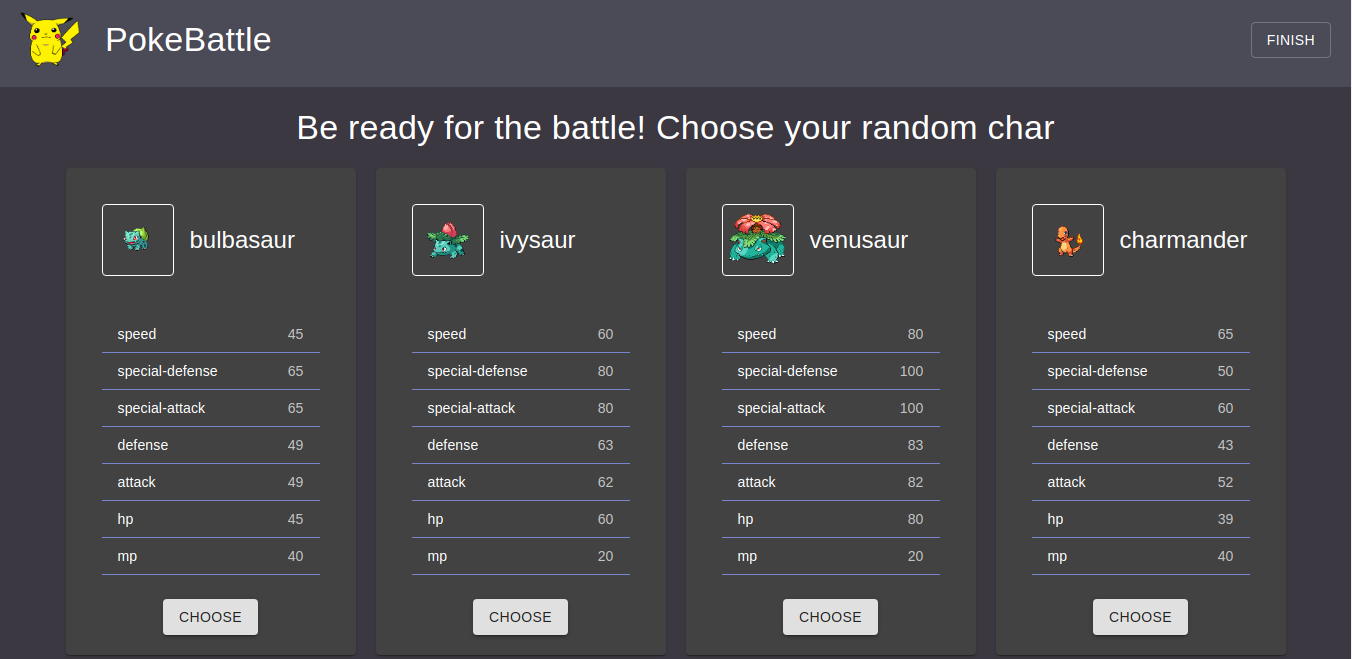 PokeBattle
FINISH
Be ready for the battle! Choose your random char
bulbasaur
speed 45
special-defense 65
special-attack 65
defense 49
attack 49
hp 45
mp 40
CHOOSE
ivysaur
speed 60
special-defense 80
special-attack 80
defense 63
attack 62
hp 60
mp 20
CHOOSE
venusaur
speed 80
special-defense 100
special-attack 100
defense 83
attack 82
hp 80
mp 20
CHOOSE
charmander
speed 65
special-defense 50
special-attack 60
defense 43
attack 52
hp 39
mp 40
CHOOSE